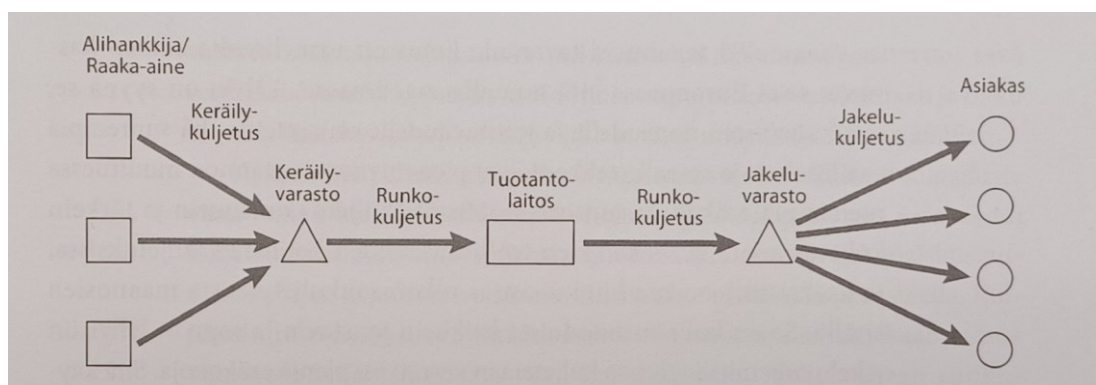 Alihankkija/
Raaka-aine
Keräily-
kuljetus
Keräily-
varasto
Runko-
kuljetus
Tuotanto-
laitos
Runko-
kuljetus
Jakelu-
varasto
Jakelu-
kuljetus
Asiakas